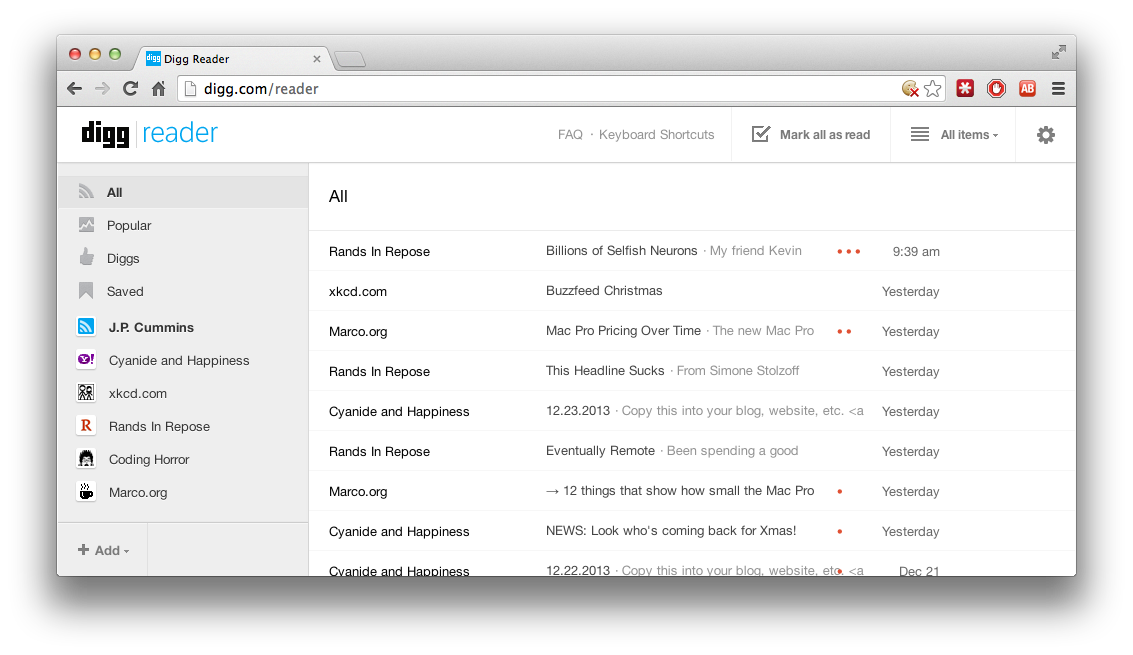 digg Digg Reader
digg.com/reader
AB
digg reader
FAQ · Keyboard Shortcuts
Mark all as read
All items
All
Popular
Diggs
Saved
J.P. Cummins
Y! Cyanide and Happiness
xkcd.com
R Rands In Repose
Coding Horror
Marco.org
+ Add
All
Rands In Repose Billions of Selfish Neurons · My friend Kevin 9:39 am
xkcd.com Buzzfeed Christmas Yesterday
Marco.org Mac Pro Pricing Over Time · The new Mac Pro Yesterday
Rands In Repose This Headline Sucks · From Simone Stolzoff Yesterday
Cyanide and Happiness 12.23.2013 · Copy this into your blog, website, etc. <a Yesterday
Rands In Repose Eventually Remote · Been spending a good Yesterday
Marco.org → 12 things that show how small the Mac Pro Yesterday
Cyanide and Happiness NEWS: Look who's coming back for Xmas! Yesterday
Cyanide and Happiness 12.22.2013 · Copy this into your blog, website, etc. <a Dec 21